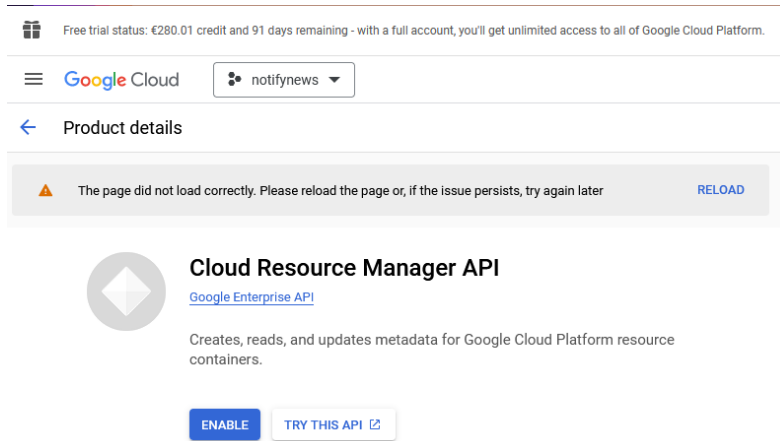 Free trial status: €280.01 credit and 91 days remaining - with a full account, you'll get unlimited access to all of Google Cloud Platform.
Google Cloud
notifynews
Product details
The page did not load correctly. Please reload the page or, if the issue persists, try again later
RELOAD
Cloud Resource Manager API
Google Enterprise API
Creates, reads, and updates metadata for Google Cloud Platform resource
containers.
ENABLE
TRY THIS API